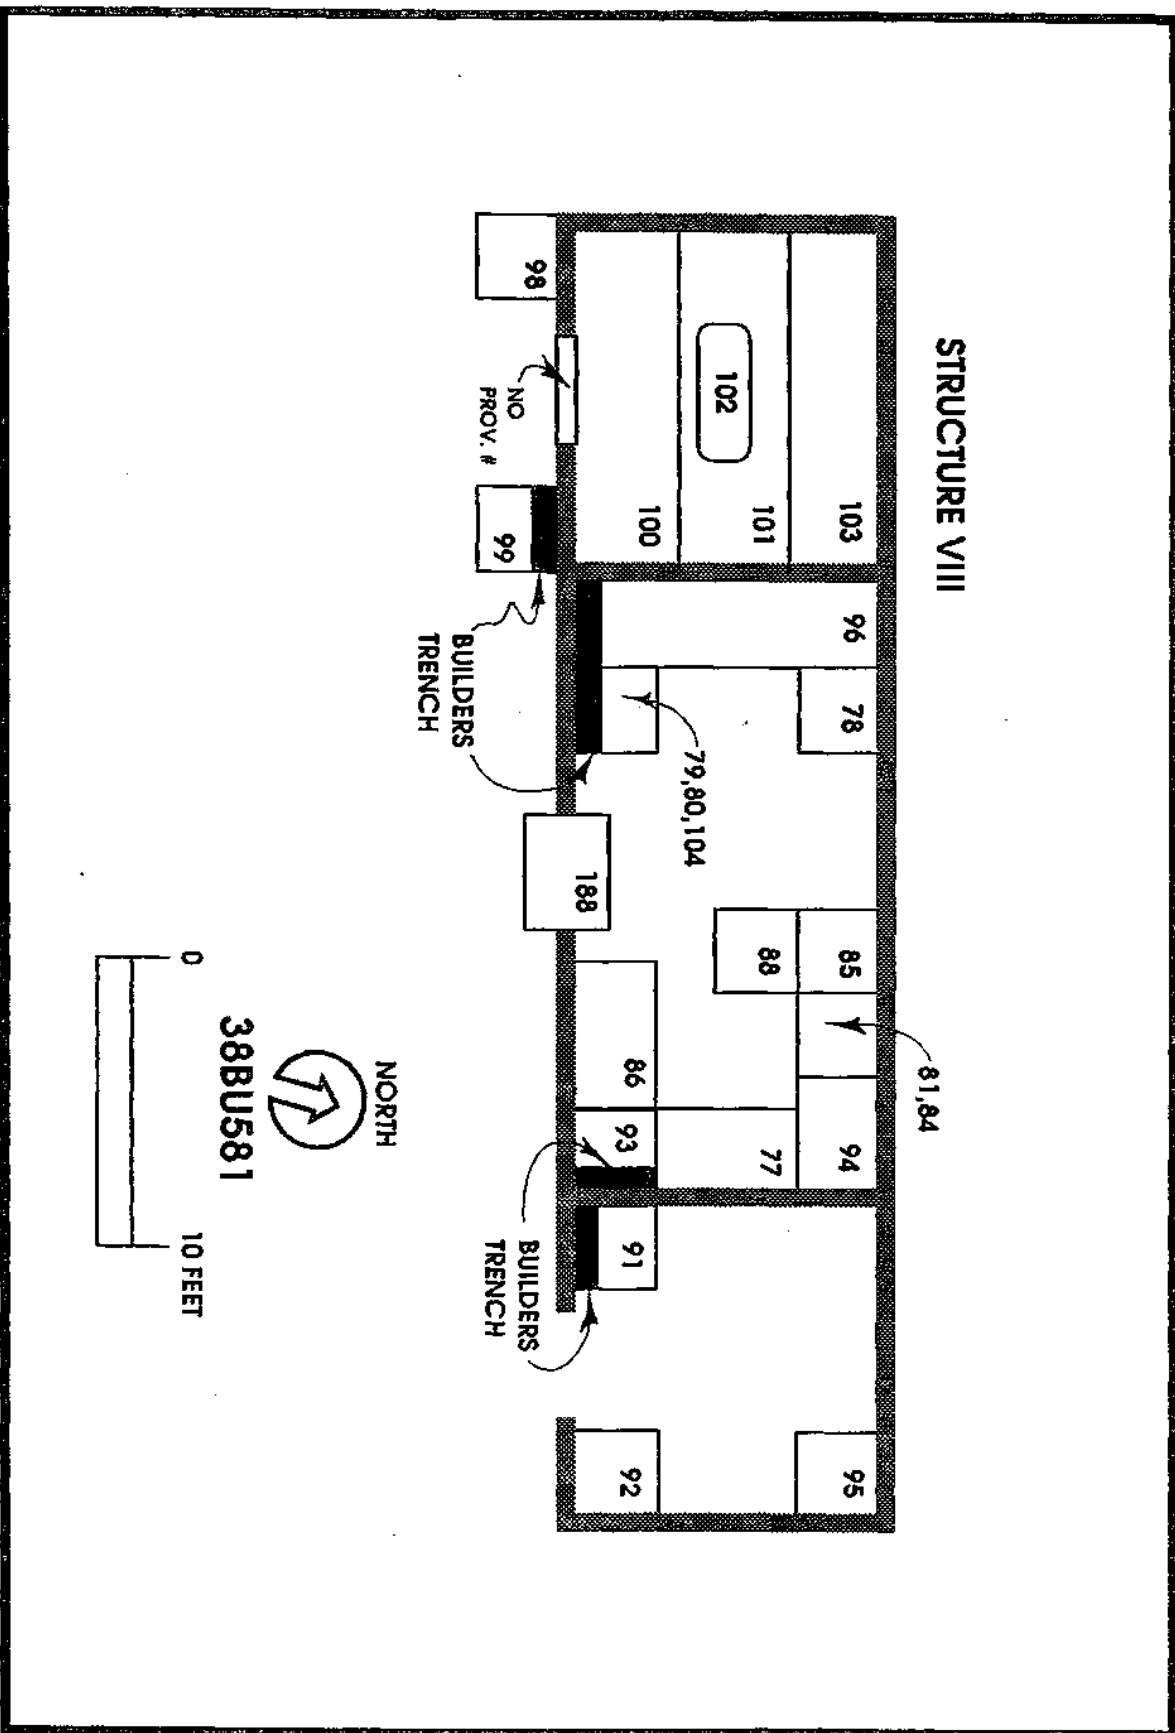 STRUCTURE VIII
103
101
102
100
98
NO
PROV. #
99
BUILDERS
TRENCH
96
78
79,80,104
188
85
88
81,84
94
86
93
77
91
BUILDERS
TRENCH
95
92
NORTH
38BU581
0
10 FEET